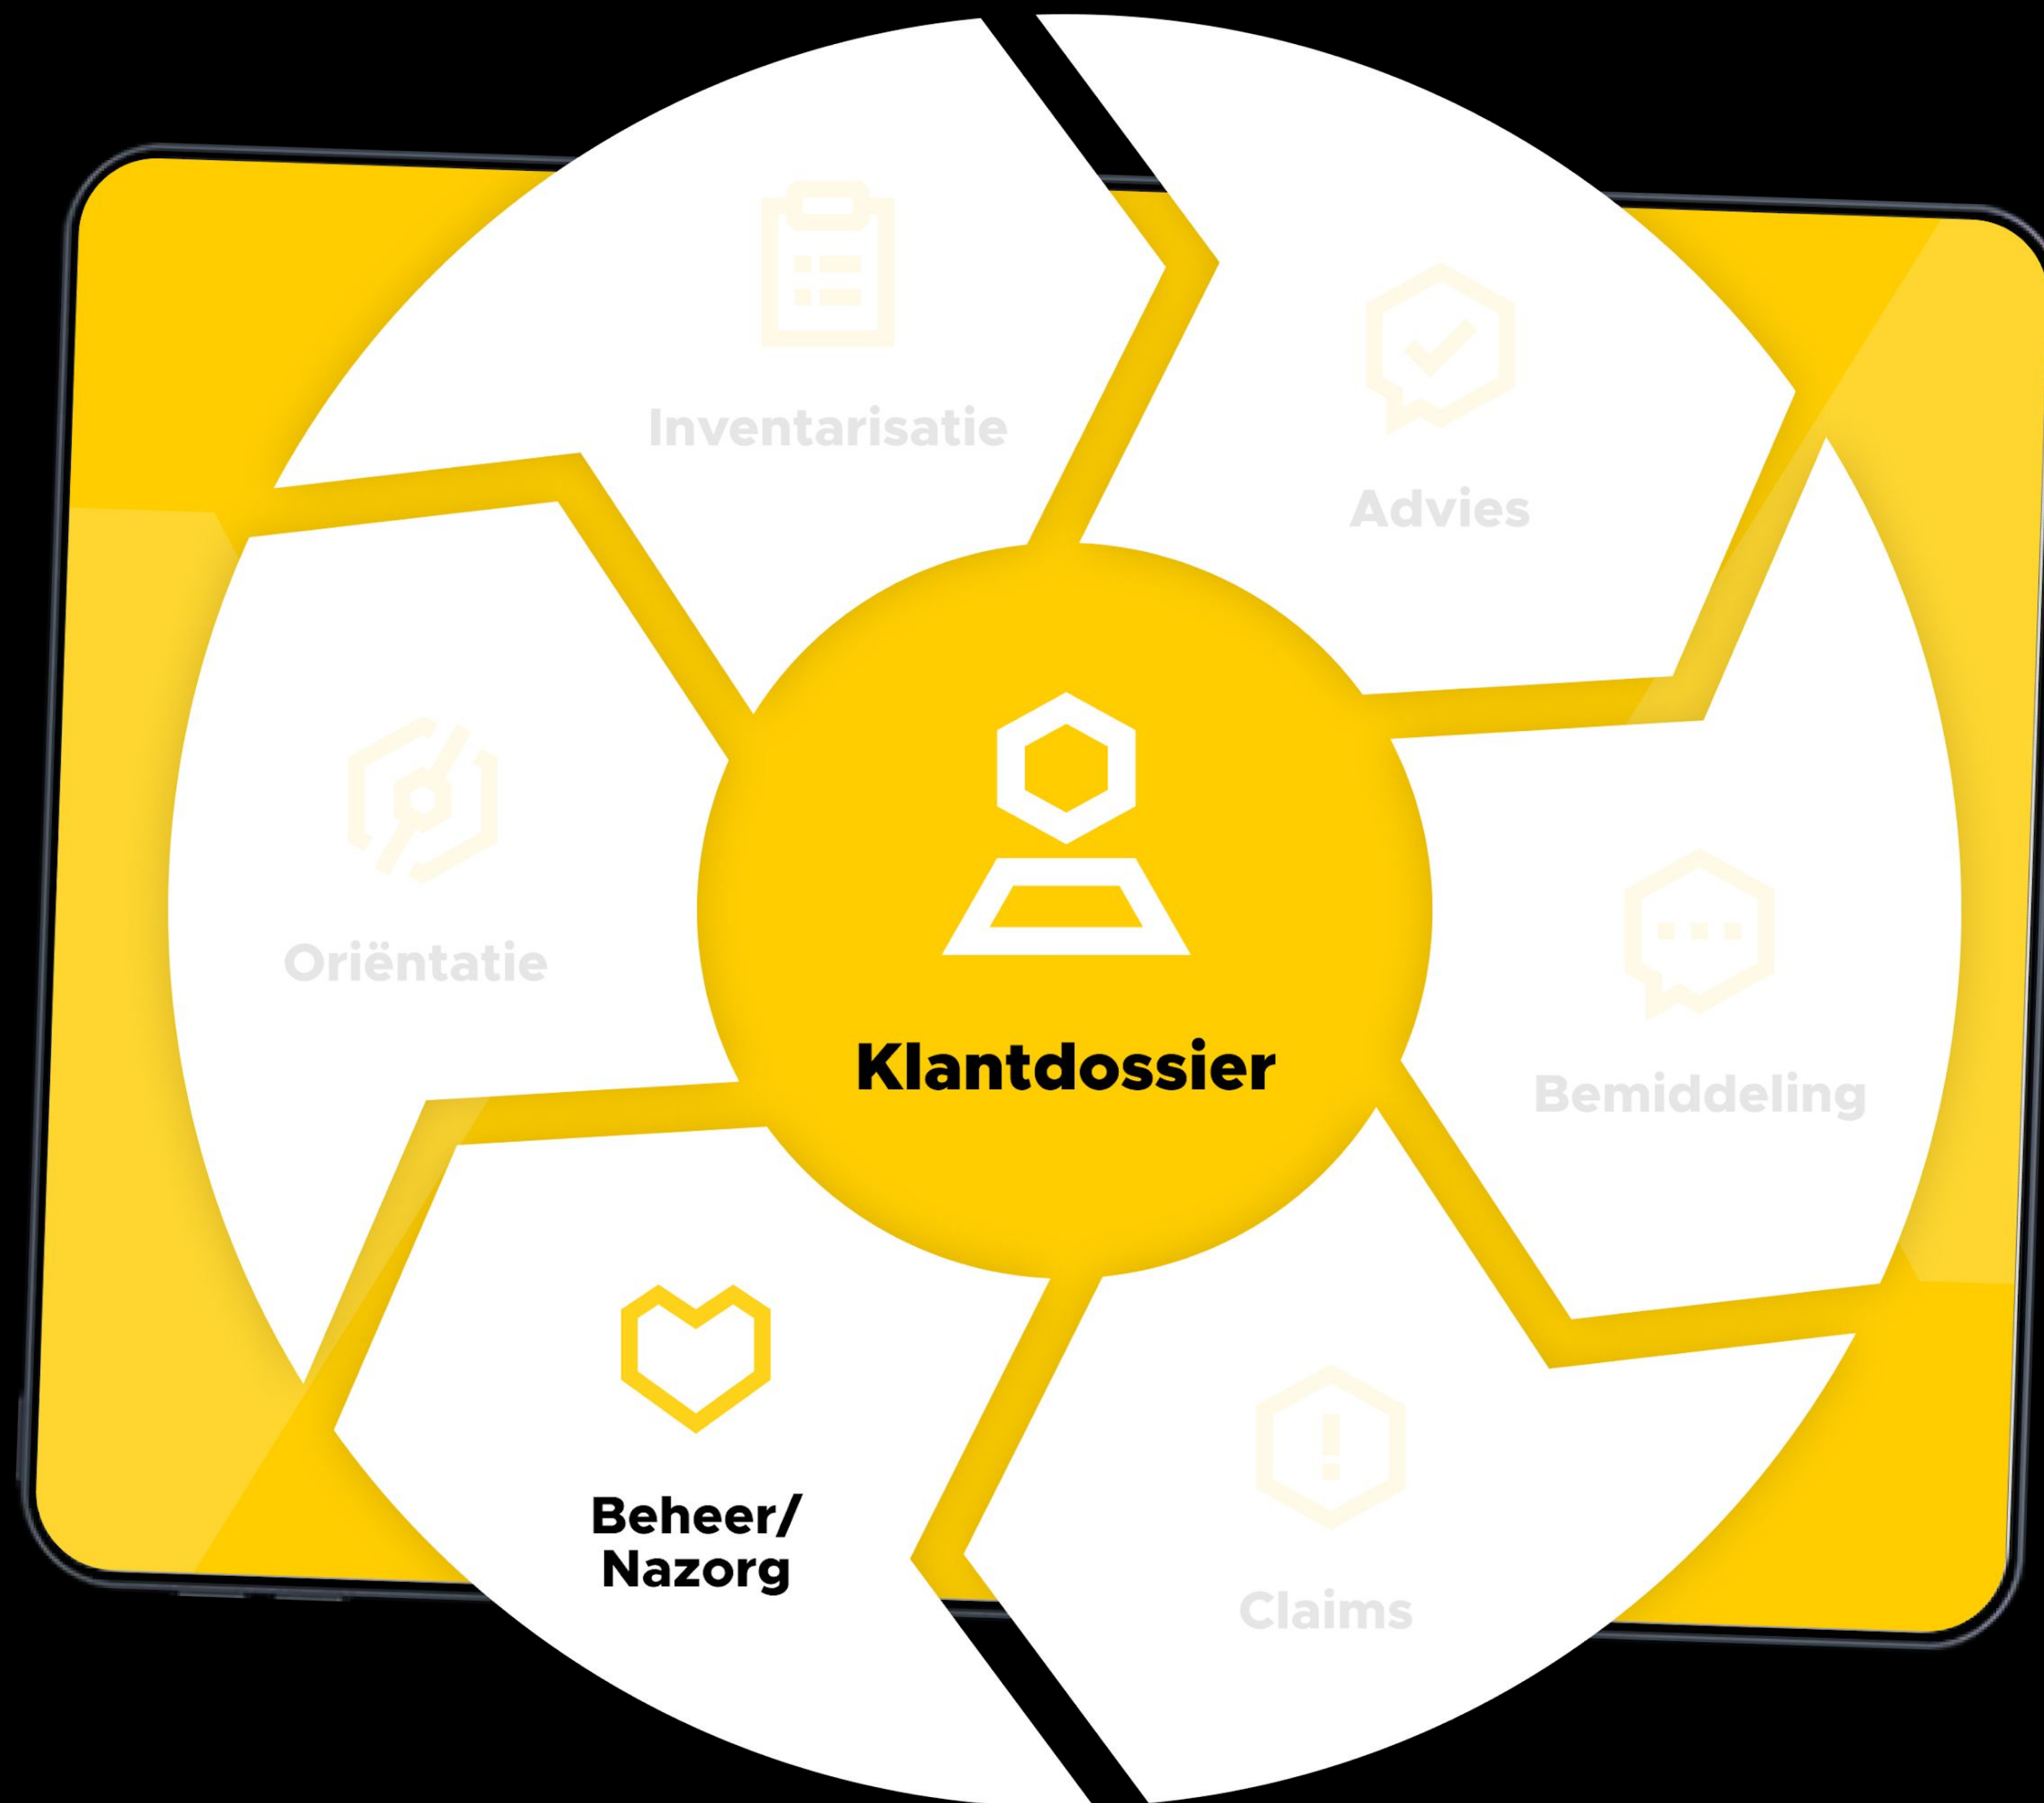 Inventarisatie
Advies
Oriëntatie
Klantdossier
Bemiddeling
Beheer/
Nazorg
Claims